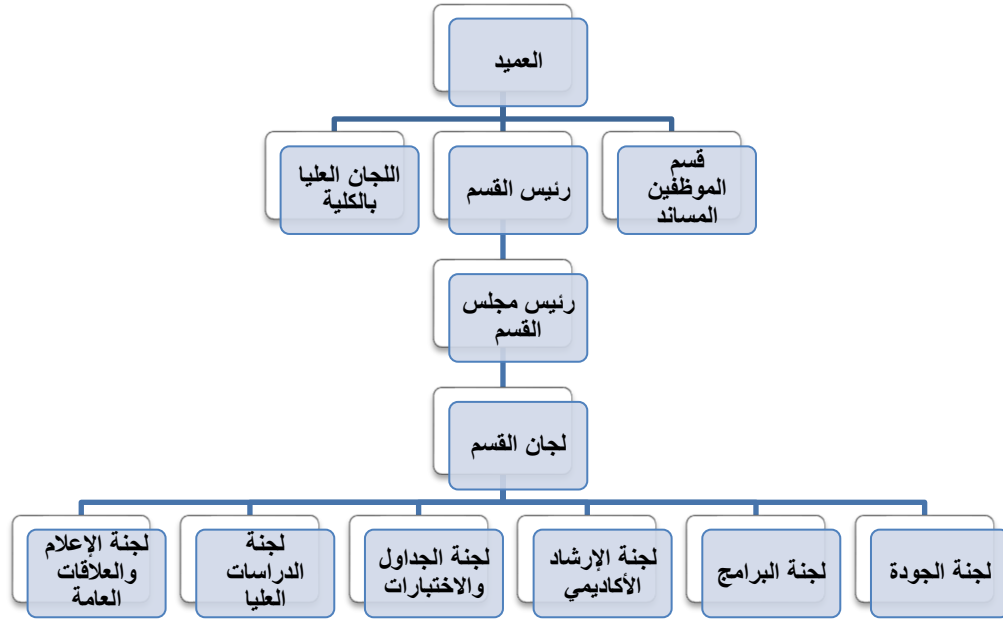 العميد
قسم
الموظفين
المساند
رئيس القسم
اللجان العليا
بالكلية
رئيس مجلس
القسم
لجان القسم
لجنة الجودة
لجنة البرامج
لجنة الإرشاد
الأكاديمي
لجنة الجداول
والاختبارات
لجنة
الدراسات
العليا
لجنة الإعلام
والعلاقات
العامة